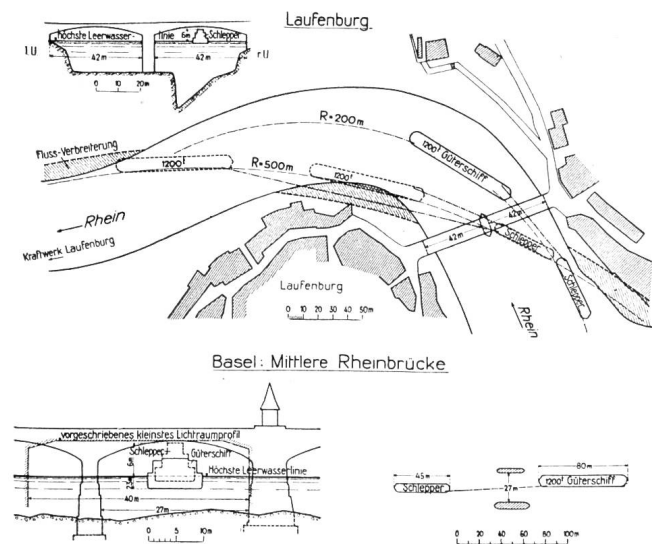 Laufenburg
höchste Leerwasser-
linie
6m
Schlepper
l.U
r.U
42m
42m
0 10 20m
R=200m
Fluss-Verbreiterung
1200t
R=500m
1200t
1200t Güterschiff
Rhein
Kraftwerk Laufenburg
42m
42m
Schlepper
Schlepper
Laufenburg
0 10 20 30 40 50m
Rhein
Basel: Mittlere Rheinbrücke
vorgeschriebenes kleinstes Lichtraumprofil
Schlepper
Güterschiff
6m
Höchste Leerwasserlinie
40m
27m
0 5 10m
45m
Schlepper
27m
80m
1200t Güterschiff
0 20 40 60 80 100m